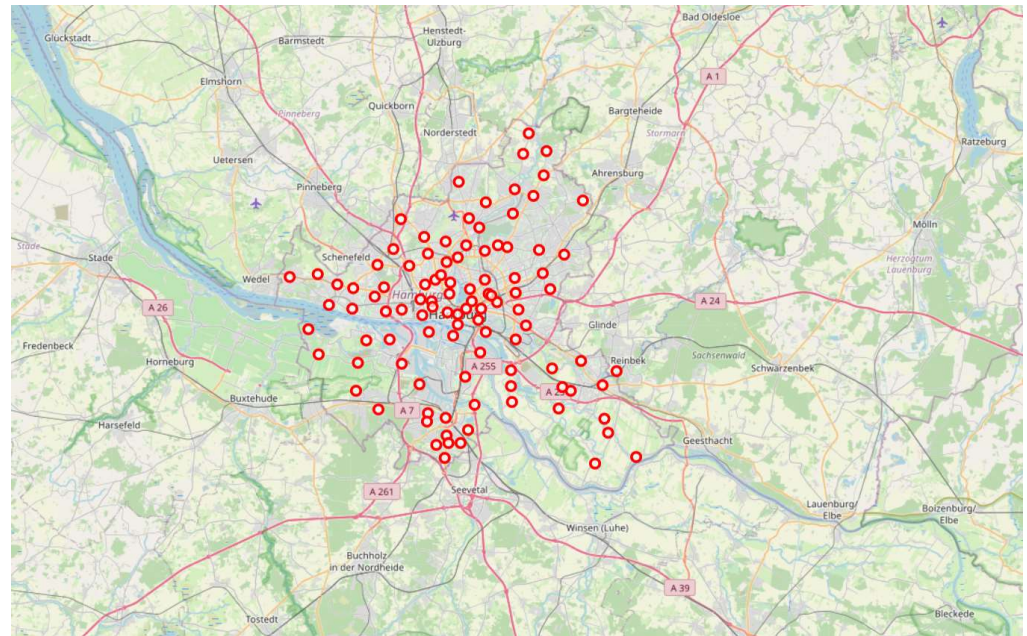 Bad Oldesloe
Glückstadt
Henstedt-
Ulzburg
Barmstedt
A 1
Elmshorn
Quickborn
Bargteheide
Pinneberg
Norderstedt
Stormarn
Ratzeburg
Uetersen
Ahrensburg
Pinneberg
Mölln
Stade
Stade
Schenefeld
Herzogtum
Lauenburg
Wedel
Hamburg
A 24
A 26
Glinde
Fredenbeck
Sachsenwald
Horneburg
Reinbek
A 255
Schwarzenbek
Buxtehude
A 7
Harsefeld
Geesthacht
A 261
Seevetal
Lauenburg/
Elbe
Boizenburg/
Elbe
Winsen (Luhe)
Buchholz
in der Nordheide
A 39
Bleckede
Tostedt